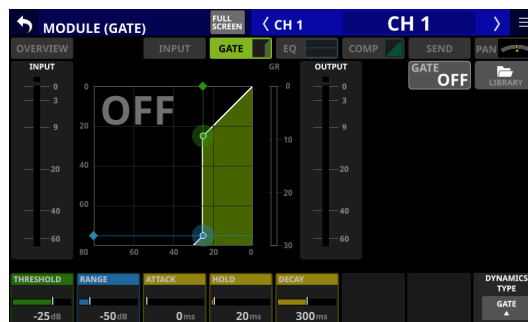 MODULE (GATE)
FULL
SCREEN
CH 1
CH 1
OVERVIEW
INPUT
GATE
EQ
COMP
SEND
PAN
INPUT
GR
OUTPUT
GATE
OFF
LIBRARY
OFF
0
3
9
20
40
60
0
20
40
60
80
60
40
20
0
0
10
20
30
0
3
9
20
40
60
THRESHOLD
RANGE
ATTACK
HOLD
DECAY
DYNAMICS
TYPE
-25dB
-50dB
0ms
20ms
300ms
GATE